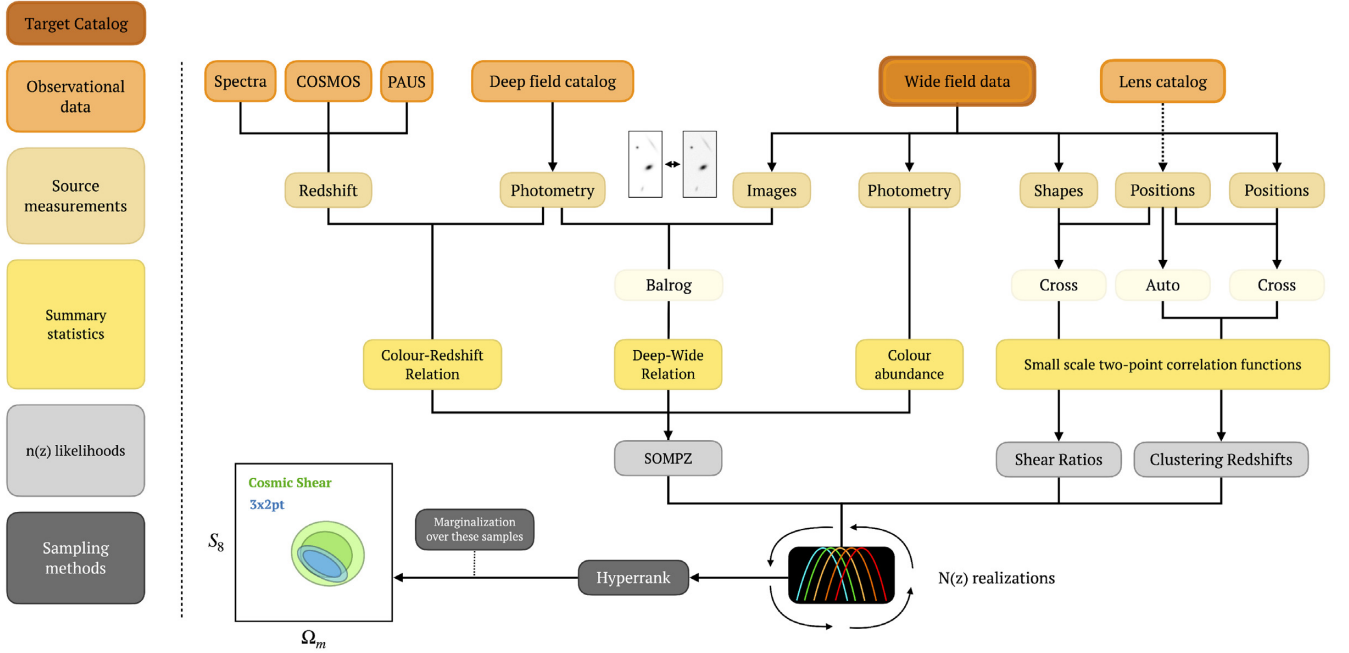 Target Catalog
Observational
data
Source
measurements
Summary
statistics
n(z) likelihoods
Sampling
methods
Spectra
COSMOS
PAUS
Deep field catalog
Wide field data
Lens catalog
Redshift
Photometry
Images
Photometry
Shapes
Positions
Positions
Balrog
Cross
Auto
Cross
Colour-Redshift
Relation
Deep-Wide
Relation
Colour
abundance
Small scale two-point correlation functions
SOMPZ
Shear Ratios
Clustering Redshifts
Cosmic Shear
3x2pt
S₈
Ωₘ
Marginalization
over these samples
Hyperrank
N(z) realizations